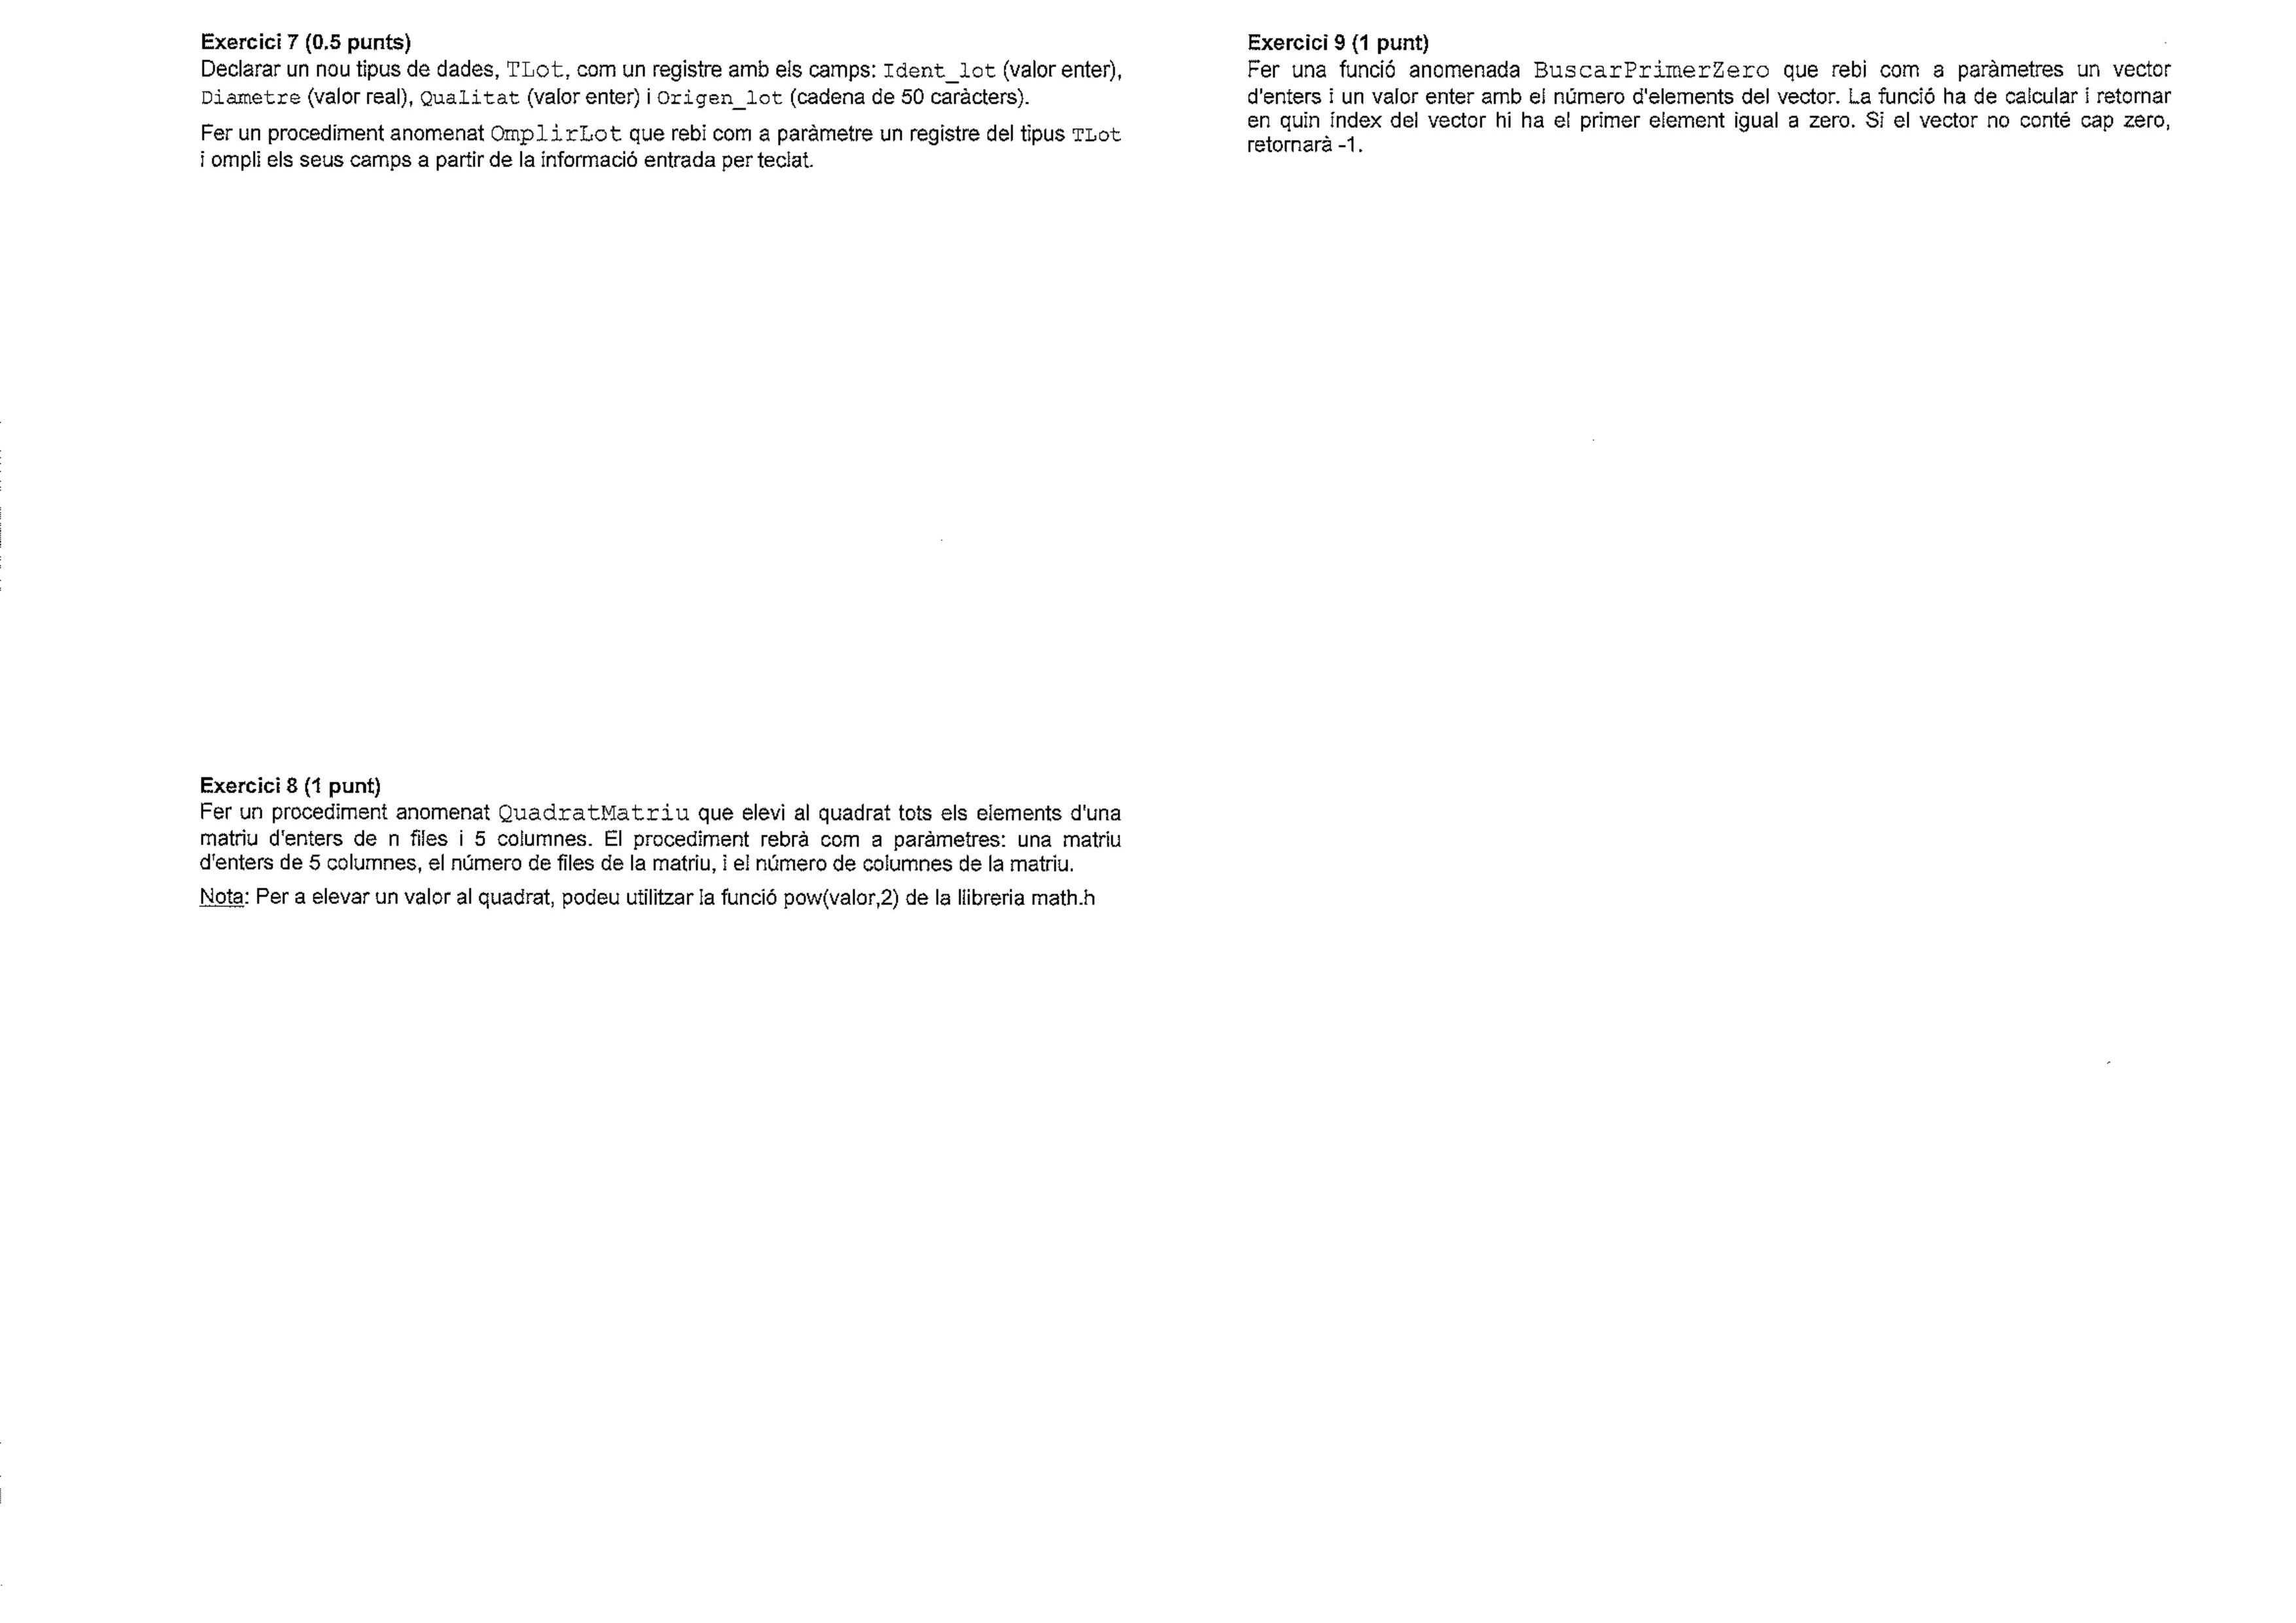 Exercici 7 (0.5 punts)
Declarar un nou tipus de dades, TLot, com un registre amb els camps: Ident_lot (valor enter),
Diametre (valor real), Qualitat (valor enter) i Origen_lot (cadena de 50 caràcters).
Fer un procediment anomenat OmplirLot que rebi com a paràmetre un registre del tipus TLot
i ompli els seus camps a partir de la informació entrada per teclat.
Exercici 8 (1 punt)
Fer un procediment anomenat QuadratMatriu que elevi al quadrat tots els elements d'una
matriu d'enters de n files i 5 columnes. El procediment rebrà com a paràmetres: una matriu
d'enters de 5 columnes, el número de files de la matriu, i el número de columnes de la matriu.
Nota: Per a elevar un valor al quadrat, podeu utilitzar la funció pow(valor,2) de la llibreria math.h
Exercici 9 (1 punt)
Fer una funció anomenada BuscarPrimerZero que rebi com a paràmetres un vector
d'enters i un valor enter amb el número d'elements del vector. La funció ha de calcular i retornar
en quin índex del vector hi ha el primer element igual a zero. Si el vector no conté cap zero,
retornarà -1.